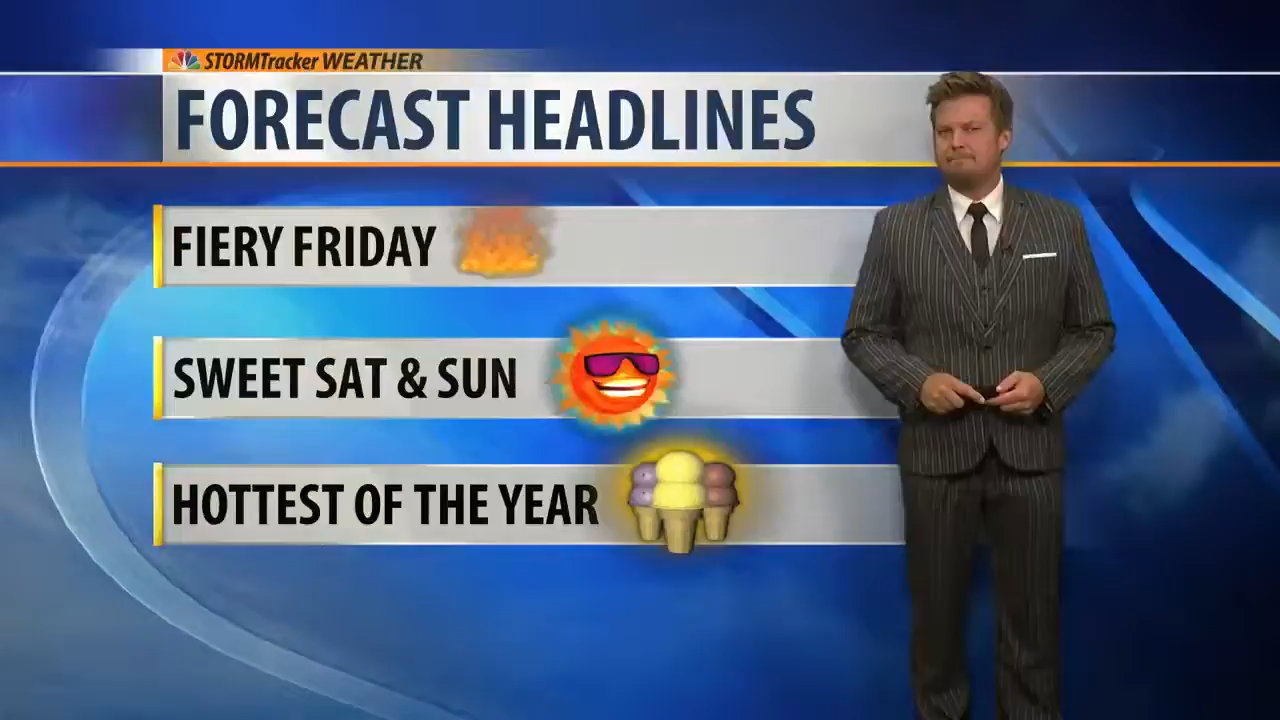 STORMTracker WEATHER
FORECAST HEADLINES
FIERY FRIDAY
SWEET SAT & SUN
HOTTEST OF THE YEAR